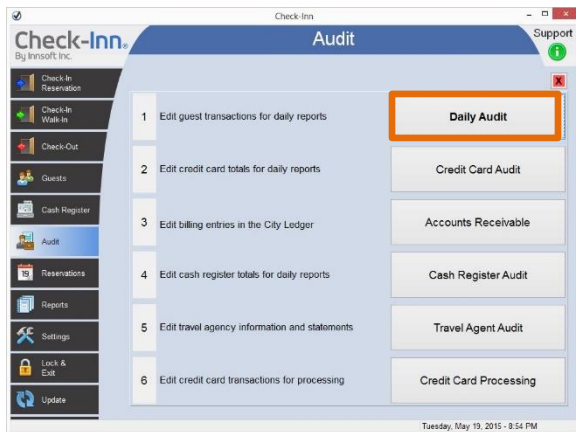 Check-Inn
Check-Inn®
By Innsoft Inc.
Audit
Support
X
Check-In
Reservation
Check-In
Walk-In
Check-Out
Guests
Cash Register
Audit
19
Reservations
Reports
Settings
Lock &
Exit
Update
1 Edit guest transactions for daily reports Daily Audit
2 Edit credit card totals for daily reports Credit Card Audit
3 Edit billing entries in the City Ledger Accounts Receivable
4 Edit cash register totals for daily reports Cash Register Audit
5 Edit travel agency information and statements Travel Agent Audit
6 Edit credit card transactions for processing Credit Card Processing
Tuesday, May 19, 2015 - 8:54 PM